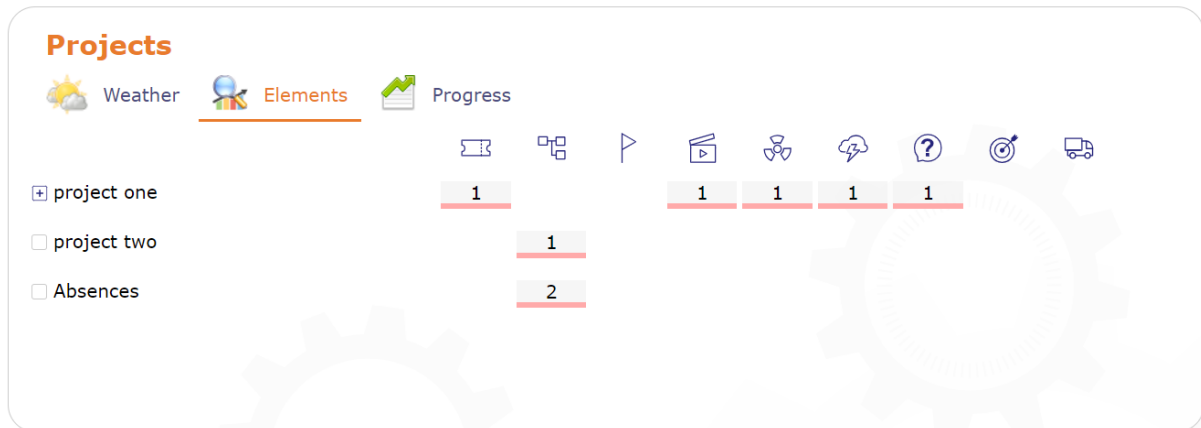 Projects
Weather Elements Progress
project one 1 1 1 1 1
project two 1
Absences 2